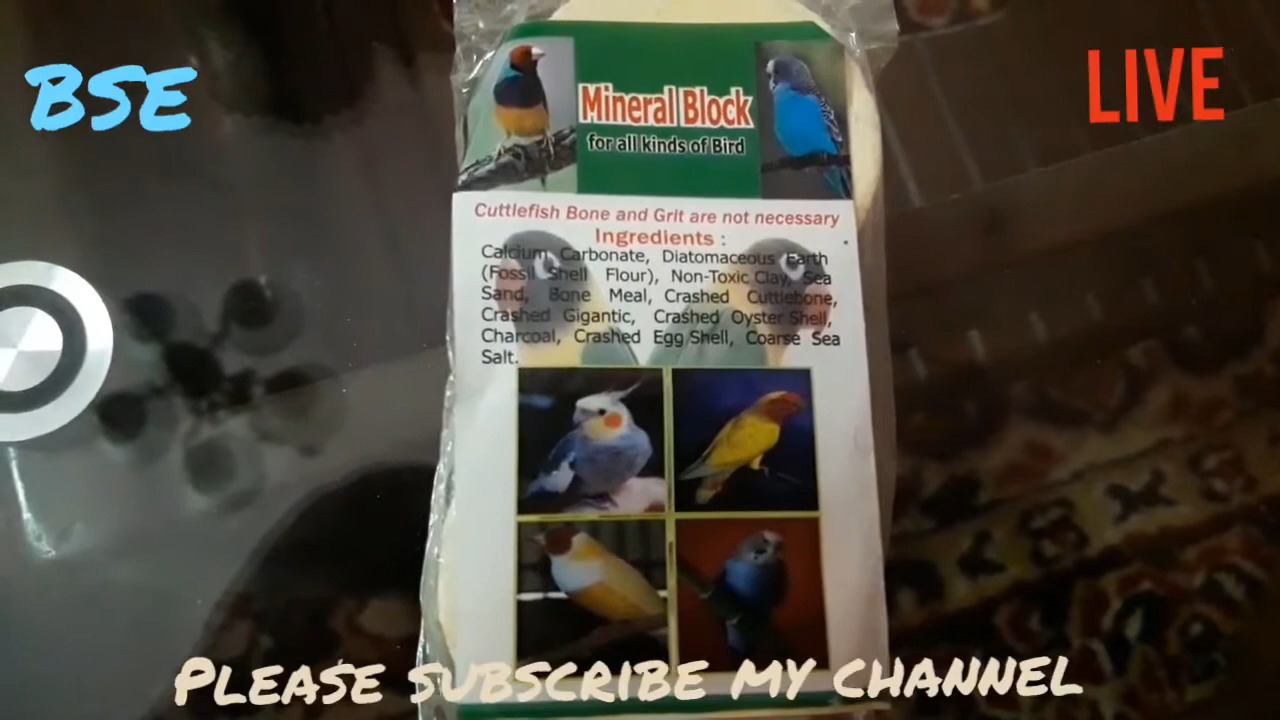 BSE
LIVE
Mineral Block
for all kinds of Bird
Cuttlefish Bone and Grit are not necessary
Ingredients :
Calcium Carbonate, Diatomaceous Earth
(Fossil Shell Flour), Non-Toxic Clay, Sea
Sand, Bone Meal, Crashed Cuttlebone,
Crashed Gigantic, Crashed Oyster Shell,
Charcoal, Crashed Egg Shell, Coarse Sea
Salt.
PLEASE SUBSCRIBE MY CHANNEL